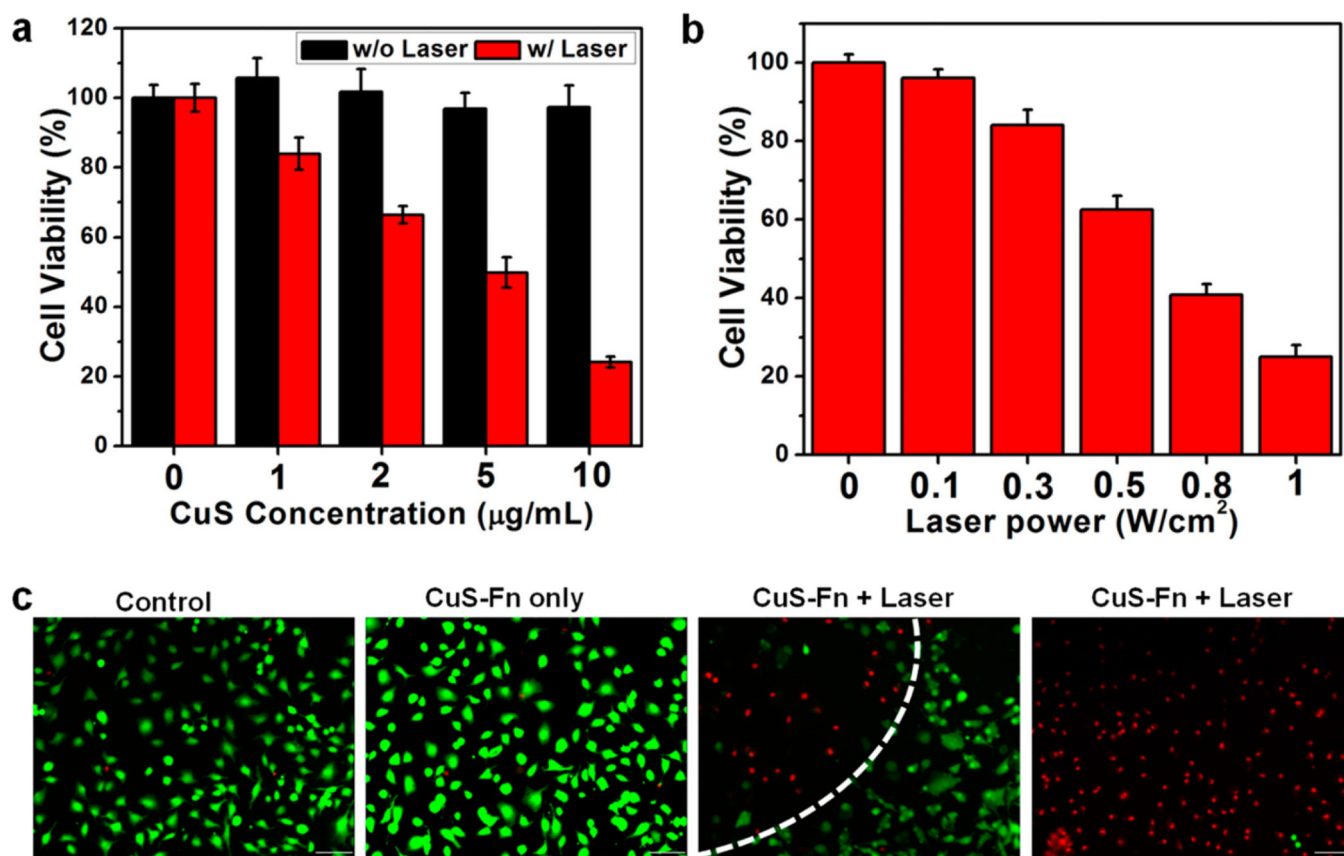 a
120
100
80
60
40
20
0
Cell Viability (%)
w/o Laser w/ Laser
0 1 2 5 10
CuS Concentration (μg/mL)
b
100
80
60
40
20
0
Cell Viability (%)
0 0.1 0.3 0.5 0.8 1
Laser power (W/cm²)
c
Control
CuS-Fn only
CuS-Fn + Laser
CuS-Fn + Laser